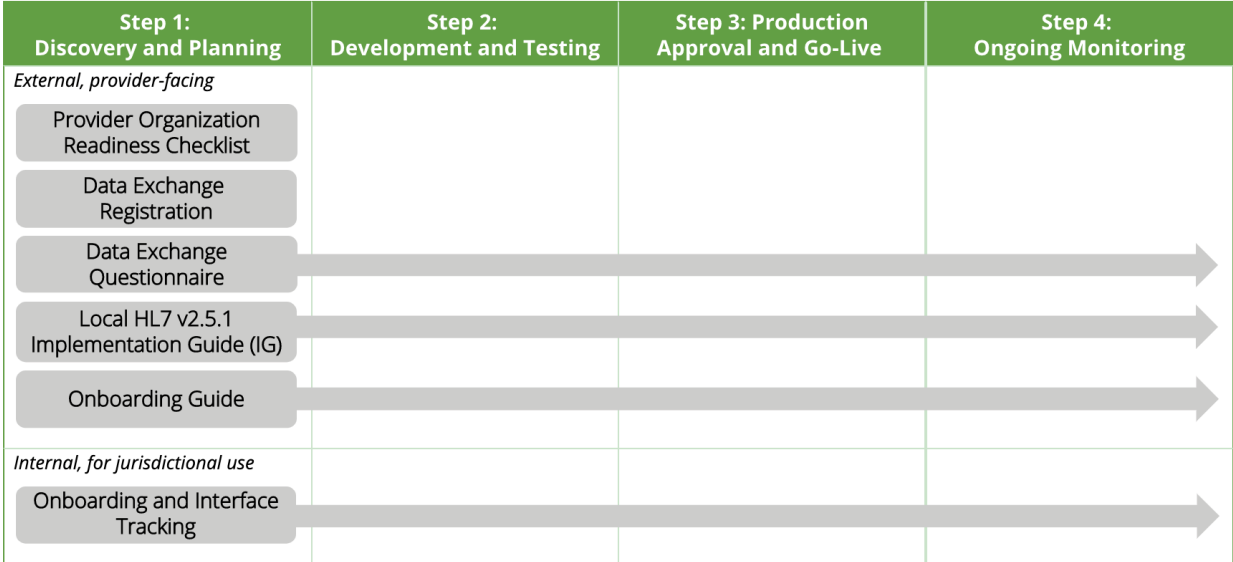 Step 1:
Discovery and Planning
Step 2:
Development and Testing
Step 3: Production
Approval and Go-Live
Step 4:
Ongoing Monitoring
External, provider-facing
Provider Organization
Readiness Checklist
Data Exchange
Registration
Data Exchange
Questionnaire
Local HL7 v2.5.1
Implementation Guide (IG)
Onboarding Guide
Internal, for jurisdictional use
Onboarding and Interface
Tracking